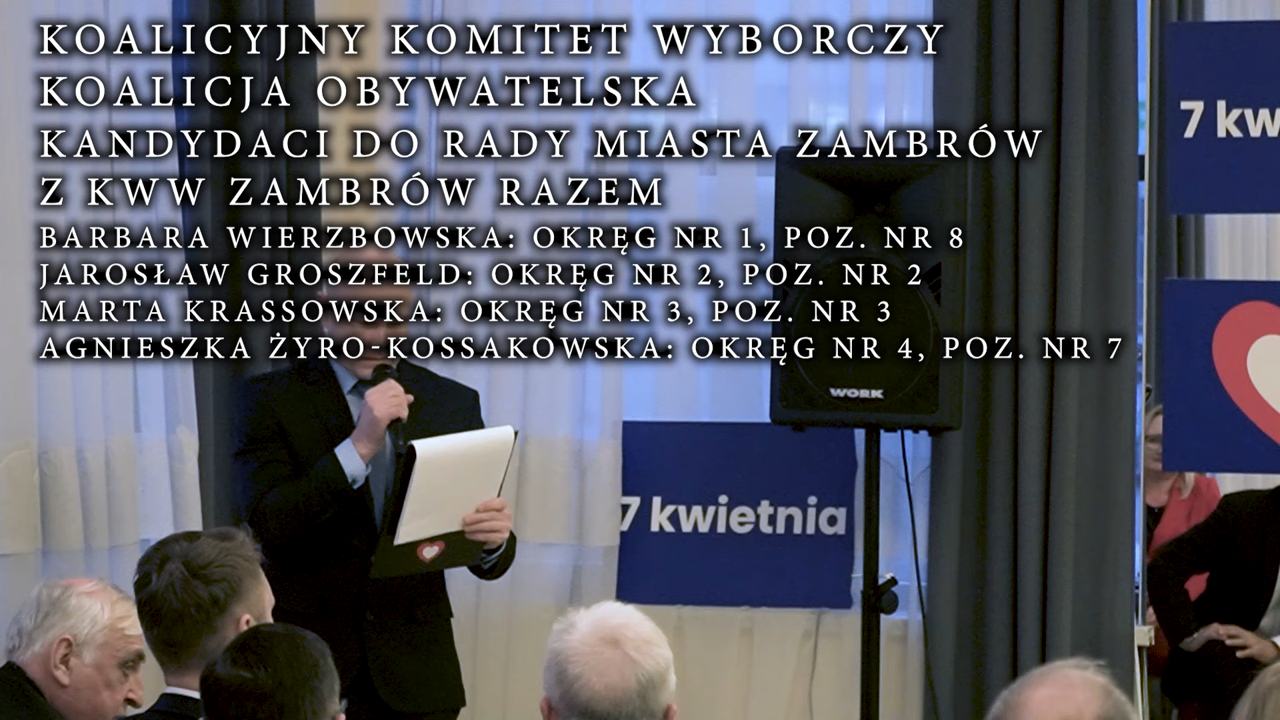 KOALICYJNY KOMITET WYBORCZY
KOALICJA OBYWATELSKA
KANDYDACI DO RADY MIASTA ZAMBRÓW
Z KWW ZAMBRÓW RAZEM
BARBARA WIERZBOWSKA: OKRĘG NR 1, POZ. NR 8
JAROSŁAW GROSZFELD: OKRĘG NR 2, POZ. NR 2
MARTA KRASSOWSKA: OKRĘG NR 3, POZ. NR 3
AGNIESZKA ŻYRO-KOSSAKOWSKA: OKRĘG NR 4, POZ. NR 7
7 kw
WORK
7 kwietnia